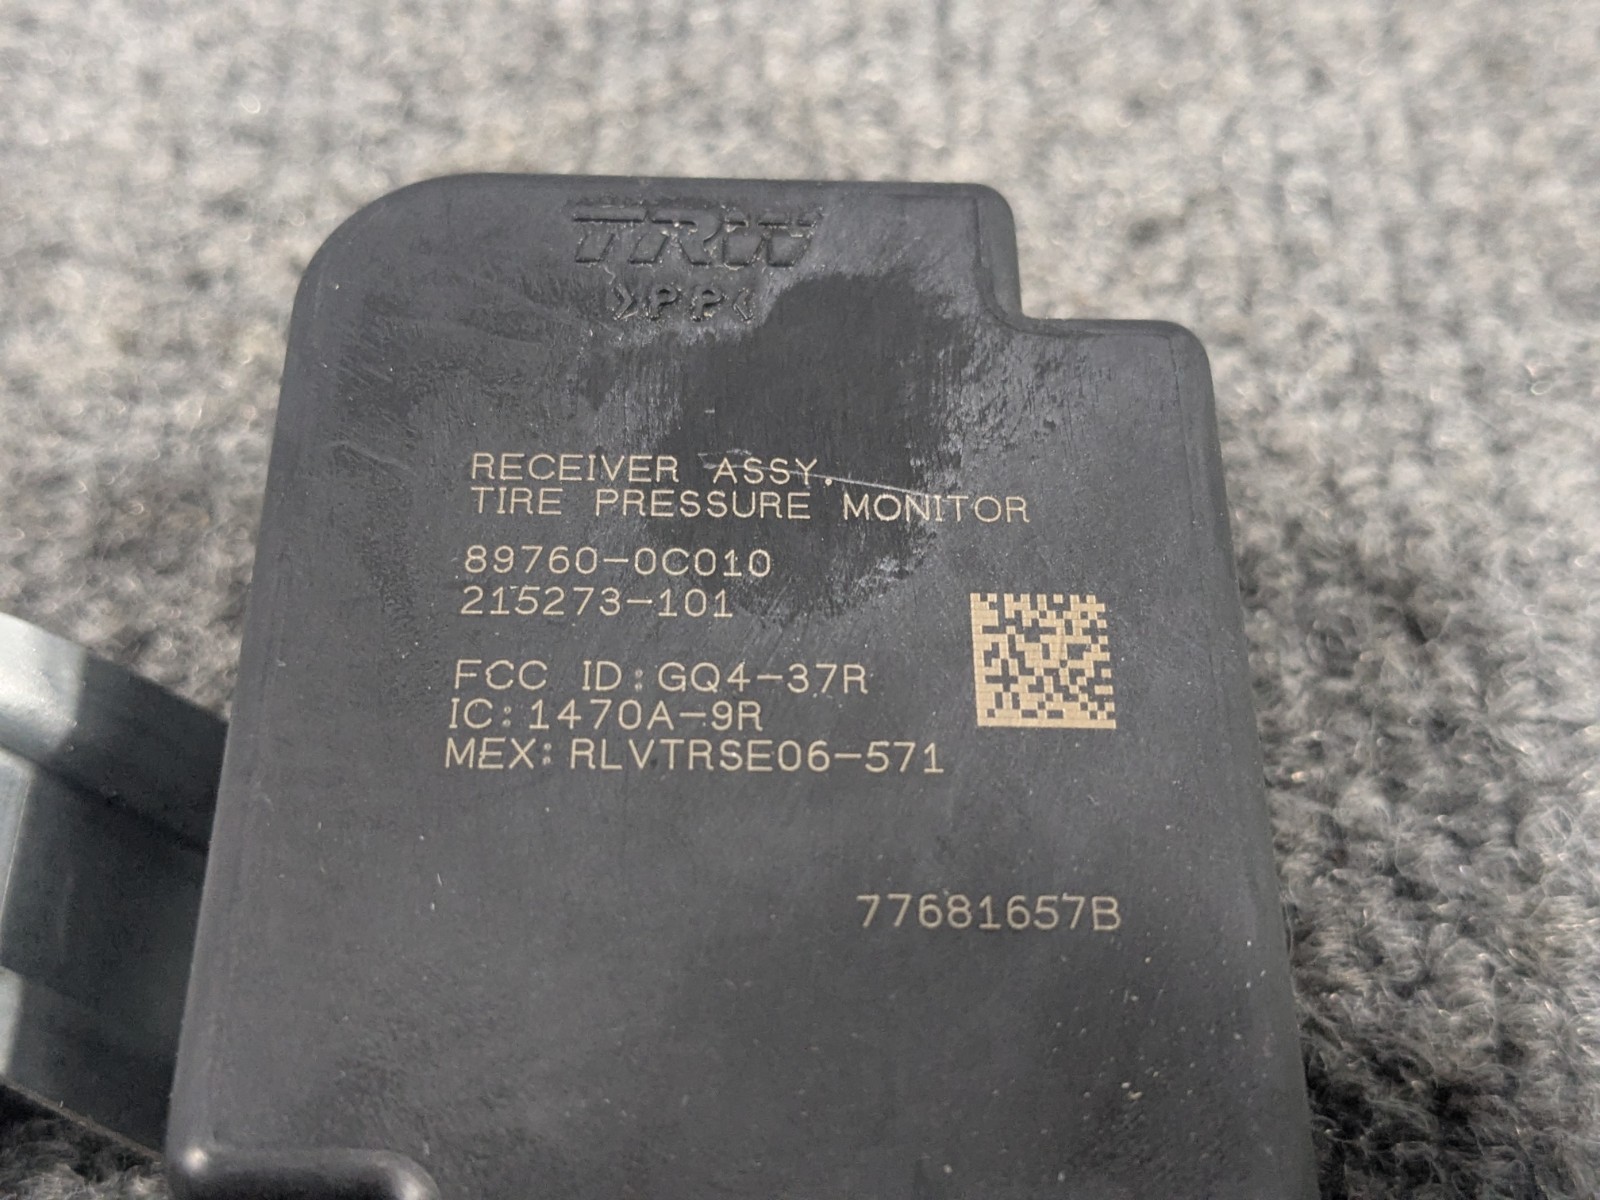 TRW
>PP<
RECEIVER ASSY.
TIRE PRESSURE MONITOR
89760-0C010
215273-101
FCC ID:GQ4-37R
IC:1470A-9R
MEX:RLVTRSE06-571
77681657B